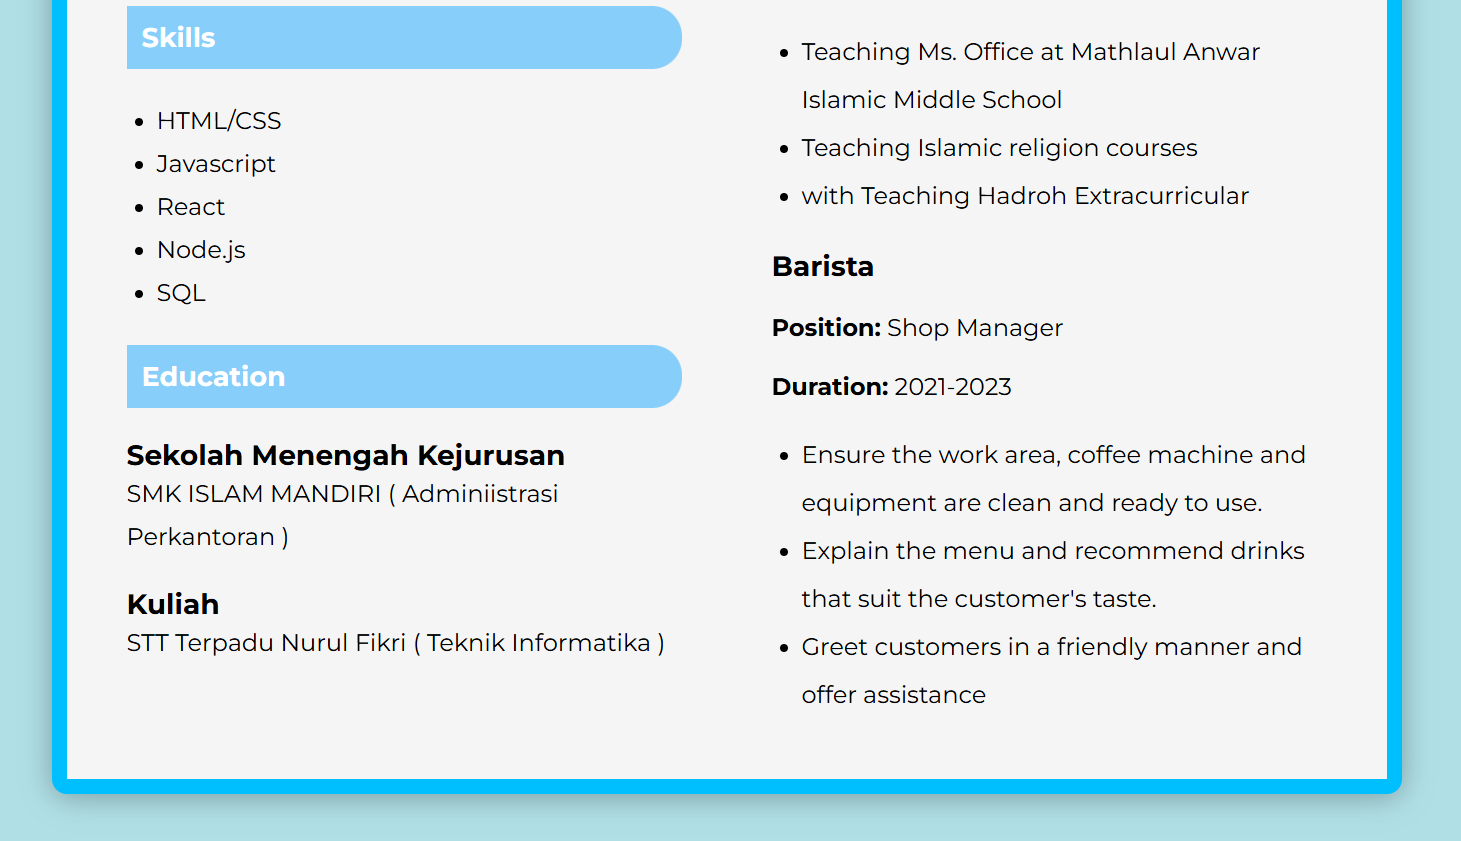 Skills
HTML/CSS
Javascript
React
Node.js
SQL
Education
Sekolah Menengah Kejurusan
SMK ISLAM MANDIRI ( Adminiistrasi
Perkantoran )
Kuliah
STT Terpadu Nurul Fikri ( Teknik Informatika )
Teaching Ms. Office at Mathlaul Anwar
Islamic Middle School
Teaching Islamic religion courses
with Teaching Hadroh Extracurricular
Barista
Position: Shop Manager
Duration: 2021-2023
Ensure the work area, coffee machine and
equipment are clean and ready to use.
Explain the menu and recommend drinks
that suit the customer's taste.
Greet customers in a friendly manner and
offer assistance